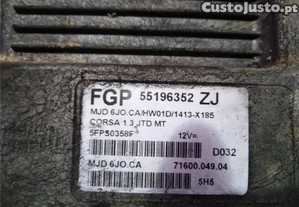 CustoJusto.pt
FGP 55196352 ZJ
MJD 6JO.CA/HW01D/1413-X185
CORSA 1.3 JTD MT
5FPS0358F 12V=
D032
MJD 6JO.CA 71600.049.04
5H5